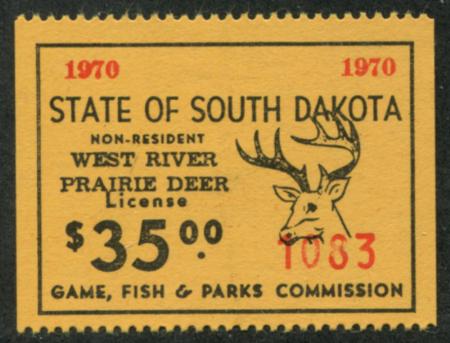 1970 1970
STATE OF SOUTH DAKOTA
NON-RESIDENT
WEST RIVER
PRAIRIE DEER
License
$35.00
1083
GAME, FISH & PARKS COMMISSION